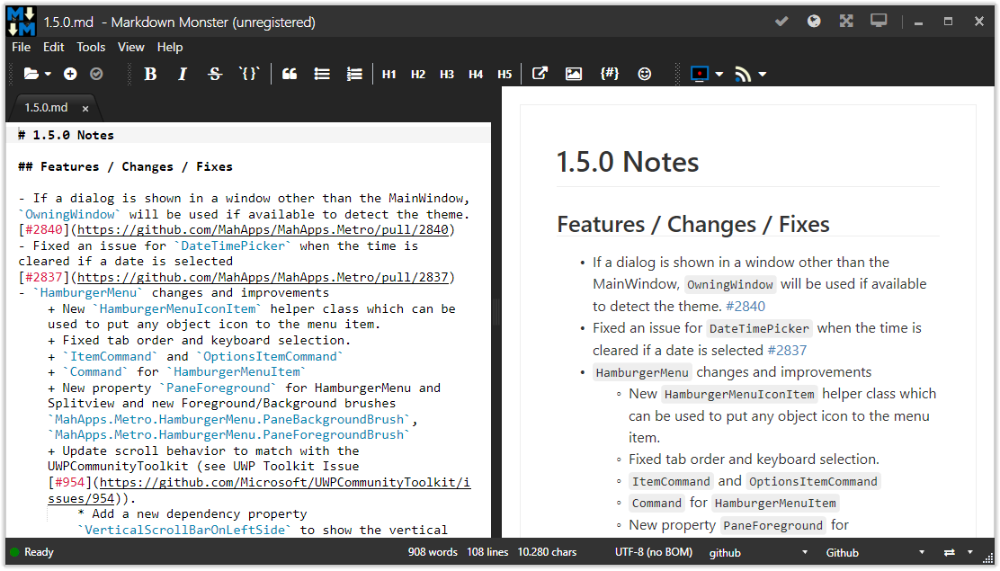 1.5.0.md - Markdown Monster (unregistered)
File Edit Tools View Help
B I S `{}` H1 H2 H3 H4 H5 {#}
1.5.0.md ×
# 1.5.0 Notes
## Features / Changes / Fixes
- If a dialog is shown in a window other than the MainWindow,
`OwningWindow` will be used if available to detect the theme.
[#2840](https://github.com/MahApps/MahApps.Metro/pull/2840)
- Fixed an issue for `DateTimePicker` when the time is
cleared if a date is selected
[#2837](https://github.com/MahApps/MahApps.Metro/pull/2837)
- `HamburgerMenu` changes and improvements
+ New `HamburgerMenuIconItem` helper class which can be
used to put any object icon to the menu item.
+ Fixed tab order and keyboard selection.
+ `ItemCommand` and `OptionsItemCommand`
+ `Command` for `HamburgerMenuItem`
+ New property `PaneForeground` for HamburgerMenu and
Splitview and new Foreground/Background brushes
`MahApps.Metro.HamburgerMenu.PaneBackgroundBrush`,
`MahApps.Metro.HamburgerMenu.PaneForegroundBrush`
+ Update scroll behavior to match with the
UWPCommunityToolkit (see UWP Toolkit Issue
[#954](https://github.com/Microsoft/UWPCommunityToolkit/i
ssues/954)).
* Add a new dependency property
`VerticalScrollBarOnLeftSide` to show the vertical
1.5.0 Notes
Features / Changes / Fixes
• If a dialog is shown in a window other than the
MainWindow, OwningWindow will be used if available
to detect the theme. #2840
• Fixed an issue for DateTimePicker when the time is
cleared if a date is selected #2837
• HamburgerMenu changes and improvements
◦ New HamburgerMenuIconItem helper class which
can be used to put any object icon to the menu
item.
◦ Fixed tab order and keyboard selection.
◦ ItemCommand and OptionsItemCommand
◦ Command for HamburgerMenuItem
◦ New property PaneForeground for
Ready 908 words 108 lines 10.280 chars UTF-8 (no BOM) github Github